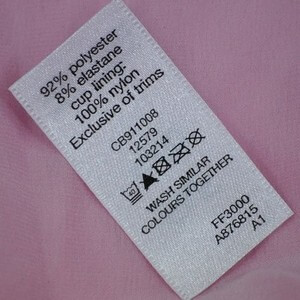 92% polyester
8% elastane
cup lining:
100% nylon
Exclusive of trims
CB911008
12579
103214
40
WASH SIMILAR
COLOURS TOGETHER
FF3000
A876815
A1